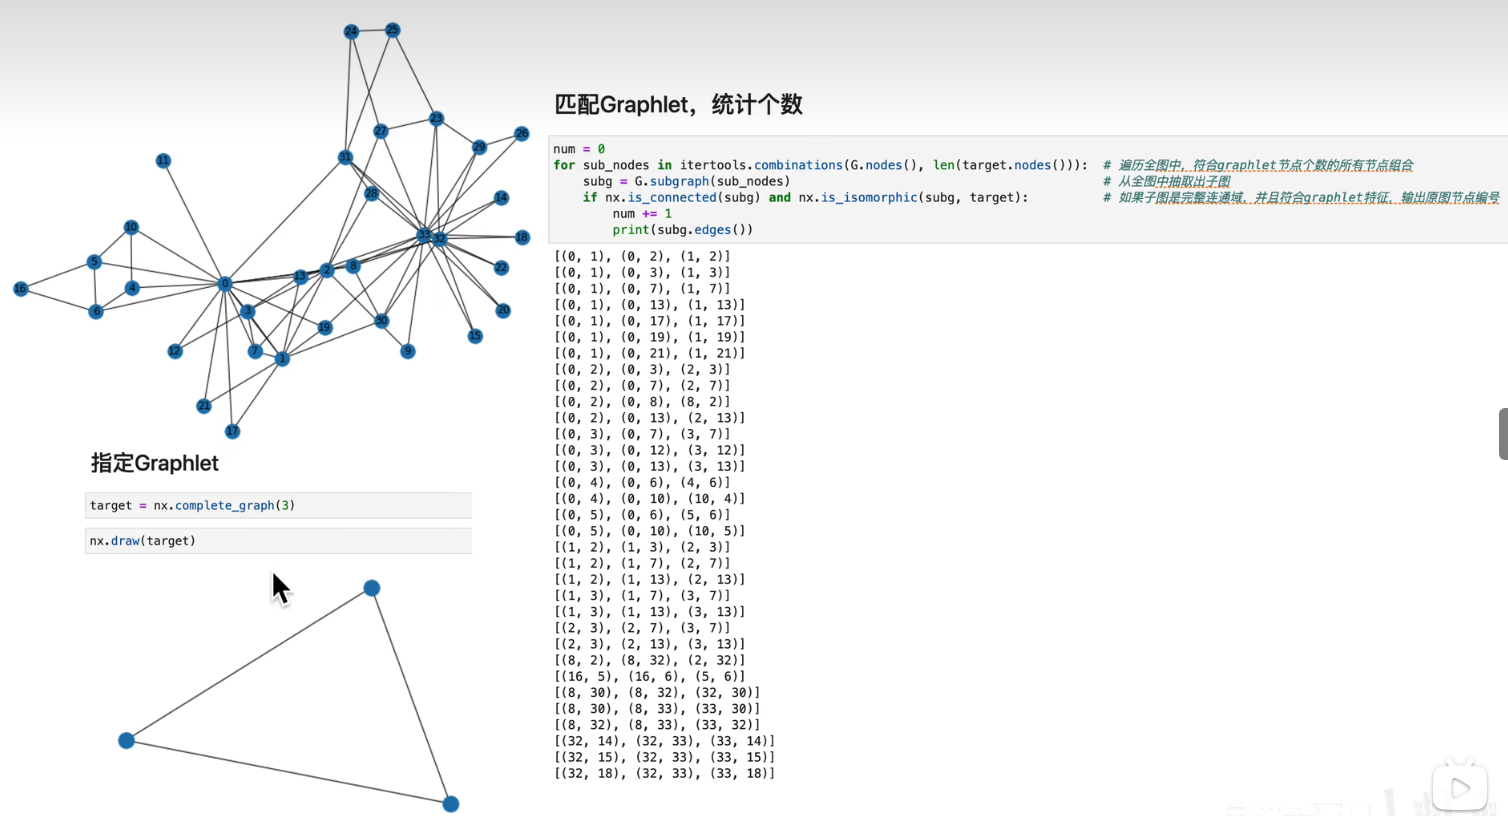 24 25
23
27 26
29
11 31
28
14
10
33 32 18
5 2 8 22
13
16 4 0
6 3 20
19 30
15
12 7 1 9
21
17
指定Graphlet
target = nx.complete_graph(3)
nx.draw(target)
匹配Graphlet，统计个数
num = 0
for sub_nodes in itertools.combinations(G.nodes(), len(target.nodes())): # 遍历全图中，符合graphlet节点个数的所有节点组合
subg = G.subgraph(sub_nodes) # 从全图中抽取出子图
if nx.is_connected(subg) and nx.is_isomorphic(subg, target): # 如果子图是完整连通域，并且符合graphlet特征，输出原图节点编号
num += 1
print(subg.edges())
[(0, 1), (0, 2), (1, 2)]
[(0, 1), (0, 3), (1, 3)]
[(0, 1), (0, 7), (1, 7)]
[(0, 1), (0, 13), (1, 13)]
[(0, 1), (0, 17), (1, 17)]
[(0, 1), (0, 19), (1, 19)]
[(0, 1), (0, 21), (1, 21)]
[(0, 2), (0, 3), (2, 3)]
[(0, 2), (0, 7), (2, 7)]
[(0, 2), (0, 8), (8, 2)]
[(0, 2), (0, 13), (2, 13)]
[(0, 3), (0, 7), (3, 7)]
[(0, 3), (0, 12), (3, 12)]
[(0, 3), (0, 13), (3, 13)]
[(0, 4), (0, 6), (4, 6)]
[(0, 4), (0, 10), (10, 4)]
[(0, 5), (0, 6), (5, 6)]
[(0, 5), (0, 10), (10, 5)]
[(1, 2), (1, 3), (2, 3)]
[(1, 2), (1, 7), (2, 7)]
[(1, 2), (1, 13), (2, 13)]
[(1, 3), (1, 7), (3, 7)]
[(1, 3), (1, 13), (3, 13)]
[(2, 3), (2, 7), (3, 7)]
[(2, 3), (2, 13), (3, 13)]
[(8, 2), (8, 32), (2, 32)]
[(16, 5), (16, 6), (5, 6)]
[(8, 30), (8, 32), (32, 30)]
[(8, 30), (8, 33), (33, 30)]
[(8, 32), (8, 33), (33, 32)]
[(32, 14), (32, 33), (33, 14)]
[(32, 15), (32, 33), (33, 15)]
[(32, 18), (32, 33), (33, 18)]